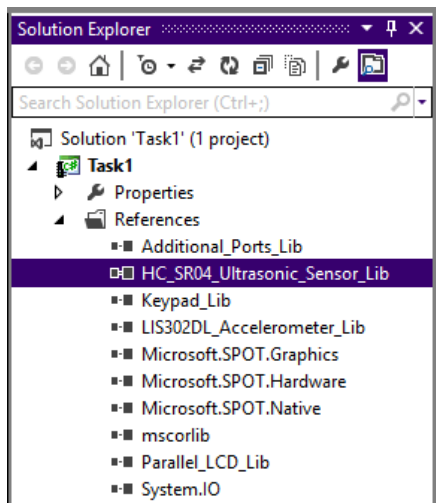 Solution Explorer
Search Solution Explorer (Ctrl+;)
Solution 'Task1' (1 project)
C# Task1
Properties
References
Additional_Ports_Lib
HC_SR04_Ultrasonic_Sensor_Lib
Keypad_Lib
LIS302DL_Accelerometer_Lib
Microsoft.SPOT.Graphics
Microsoft.SPOT.Hardware
Microsoft.SPOT.Native
mscorlib
Parallel_LCD_Lib
System.IO